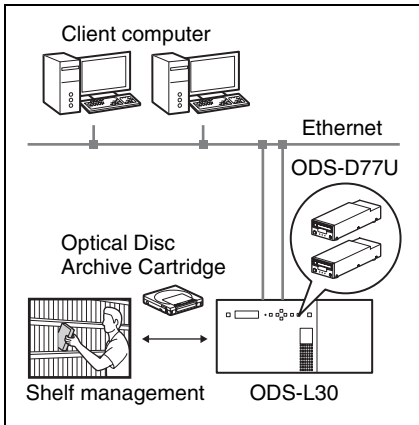 Client computer
Ethernet
ODS-D77U
Optical Disc
Archive Cartridge
Shelf management
ODS-L30